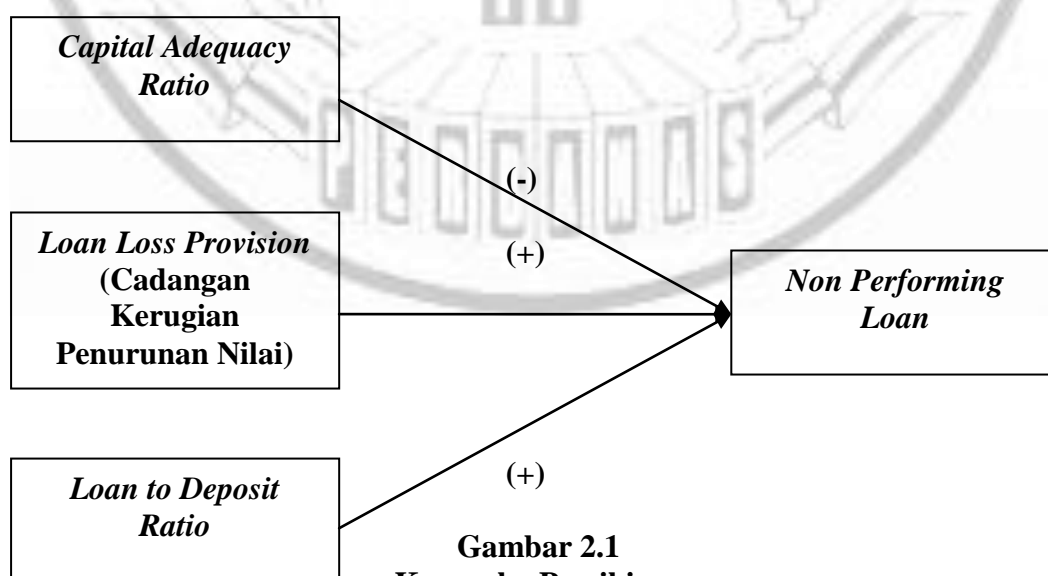 Capital Adequacy
Ratio
(-)
Loan Loss Provision
(Cadangan
Kerugian
Penurunan Nilai)
(+)
Non Performing
Loan
Loan to Deposit
Ratio
(+)
Gambar 2.1